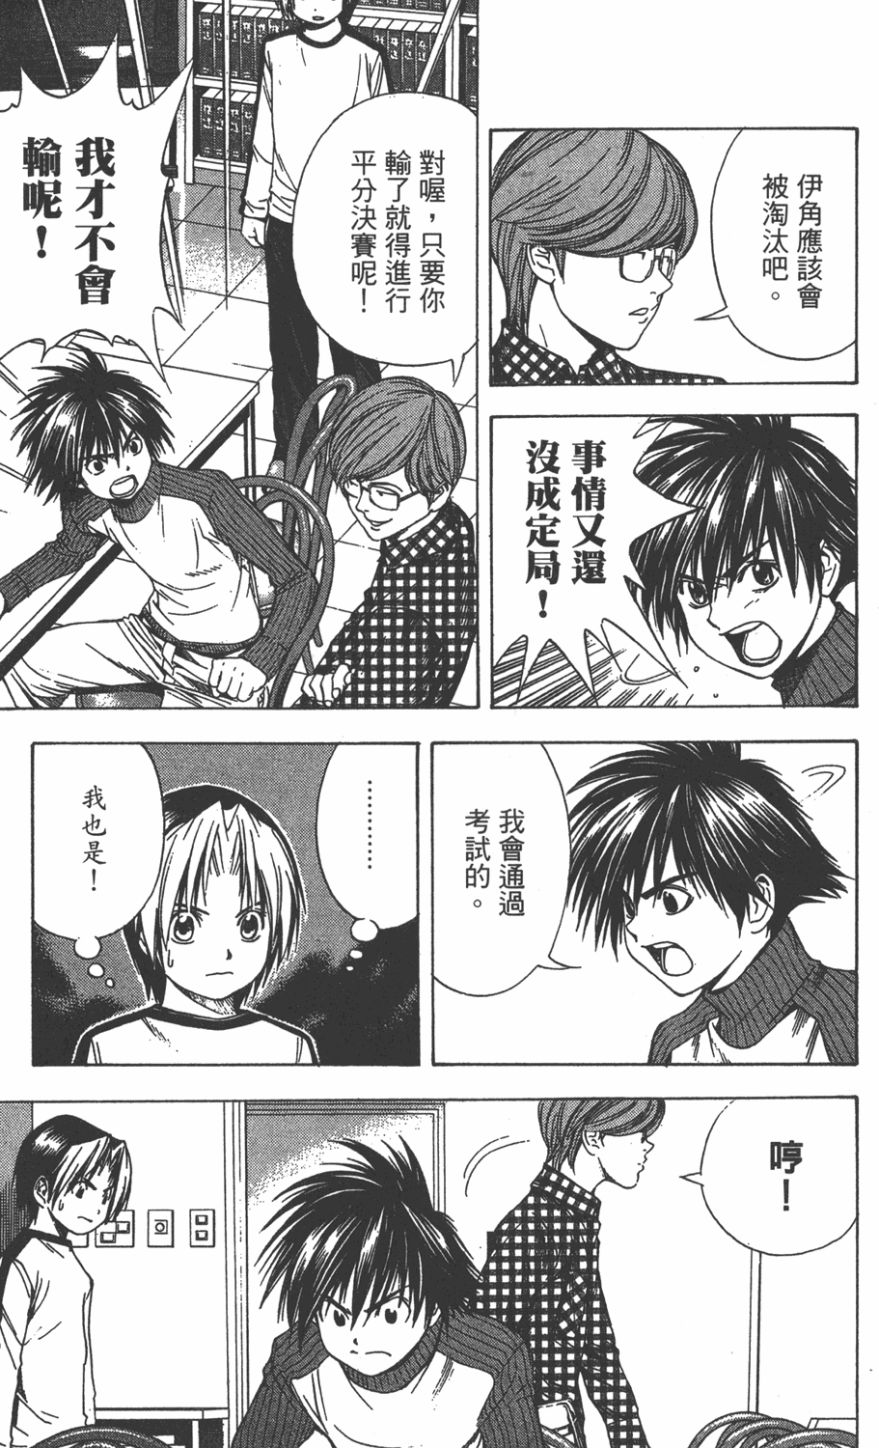 伊角應該會
被淘汰吧。
事情又還
沒成定局！
對喔，只要你
輸了就得進行
平分決賽呢！
我才不會
輸呢！
我會通過
考試的。
…………
我也是！
哼！